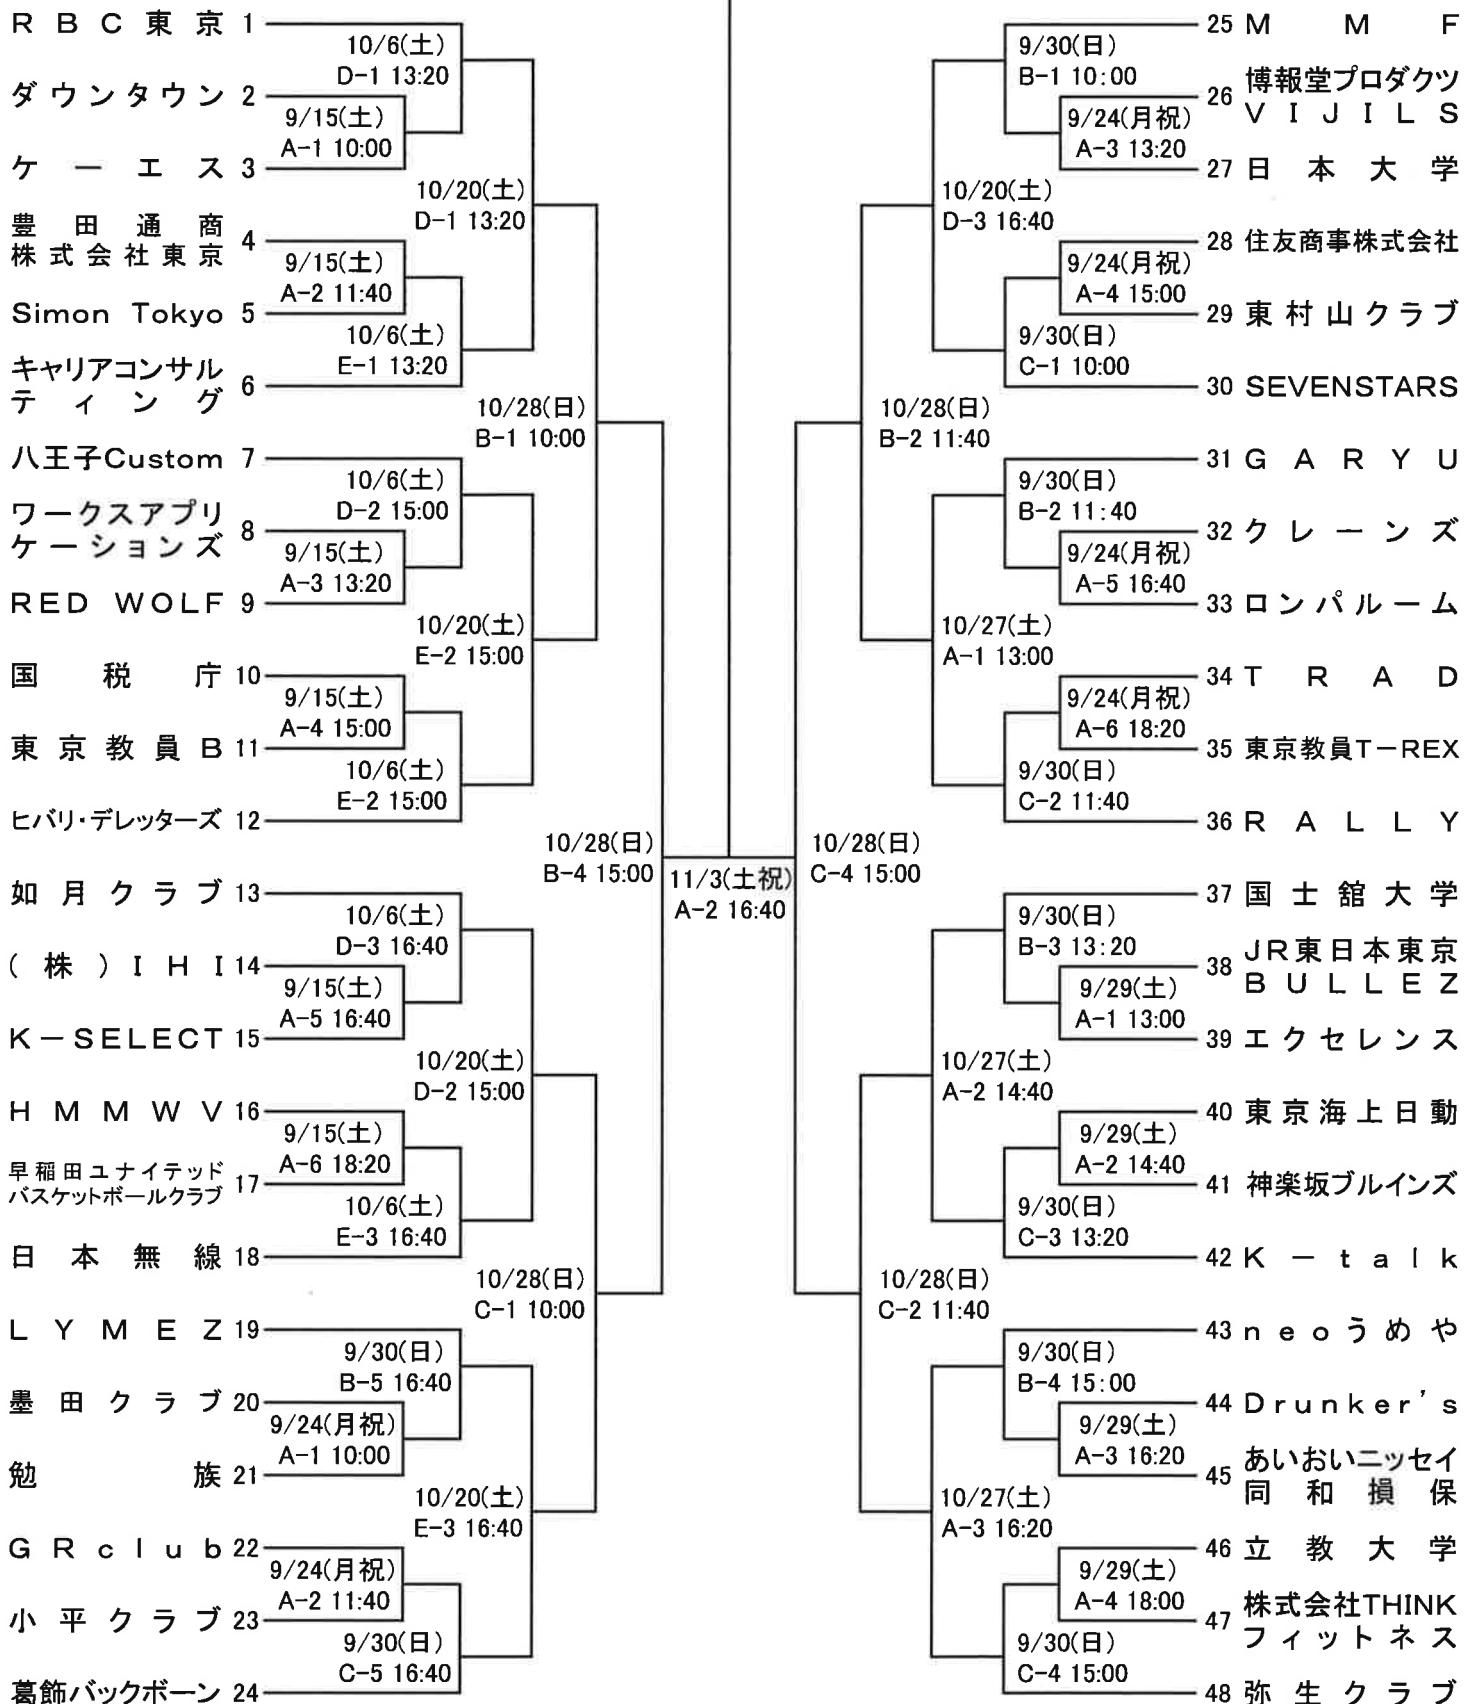 RBC東京 1
10/6(土)
D-1 13:20
ダウンタウン 2
9/15(土)
A-1 10:00
ケーエス 3
10/20(土)
D-1 13:20
豊田通商
株式会社東京 4
9/15(土)
A-2 11:40
Simon Tokyo 5
10/6(土)
E-1 13:20
キャリアコンサル
ティング 6
10/28(日)
B-1 10:00
八王子Custom 7
10/6(土)
D-2 15:00
ワークスアプリ
ケーションズ 8
9/15(土)
A-3 13:20
RED WOLF 9
10/20(土)
E-2 15:00
国税庁 10
9/15(土)
A-4 15:00
東京教員B 11
10/6(土)
E-2 15:00
ヒバリ・デレッターズ 12
10/28(日)
B-4 15:00
如月クラブ 13
10/6(土)
D-3 16:40
(株)IHI 14
9/15(土)
A-5 16:40
K-SELECT 15
10/20(土)
D-2 15:00
HMMWV 16
9/15(土)
A-6 18:20
早稲田ユナイテッド
バスケットボールクラブ 17
10/6(土)
E-3 16:40
日本無線 18
10/28(日)
C-1 10:00
LYMEZ 19
9/30(日)
B-5 16:40
墨田クラブ 20
9/24(月祝)
A-1 10:00
勉族 21
10/20(土)
E-3 16:40
GRclub 22
9/24(月祝)
A-2 11:40
小平クラブ 23
9/30(日)
C-5 16:40
葛飾バックボーン 24
11/3(土祝)
A-2 16:40
25 MMF
9/30(日)
B-1 10:00
26 博報堂プロダクツ
VIJILS
9/24(月祝)
A-3 13:20
27 日本大学
10/20(土)
D-3 16:40
28 住友商事株式会社
9/24(月祝)
A-4 15:00
29 東村山クラブ
9/30(日)
C-1 10:00
30 SEVENSTARS
10/28(日)
B-2 11:40
31 GARYU
9/30(日)
B-2 11:40
32 クレーンズ
9/24(月祝)
A-5 16:40
33 ロンパルーム
10/27(土)
A-1 13:00
34 TRAD
9/24(月祝)
A-6 18:20
35 東京教員T-REX
9/30(日)
C-2 11:40
36 RALLY
10/28(日)
C-4 15:00
37 国士舘大学
9/30(日)
B-3 13:20
38 JR東日本東京
BULLEZ
9/29(土)
A-1 13:00
39 エクセレンス
10/27(土)
A-2 14:40
40 東京海上日動
9/29(土)
A-2 14:40
41 神楽坂ブルインズ
9/30(日)
C-3 13:20
42 K-talk
10/28(日)
C-2 11:40
43 neoうめや
9/30(日)
B-4 15:00
44 Drunker's
9/29(土)
A-3 16:20
45 あいおいニッセイ
同和損保
10/27(土)
A-3 16:20
46 立教大学
9/29(土)
A-4 18:00
47 株式会社THINK
フィットネス
9/30(日)
C-4 15:00
48 弥生クラブ